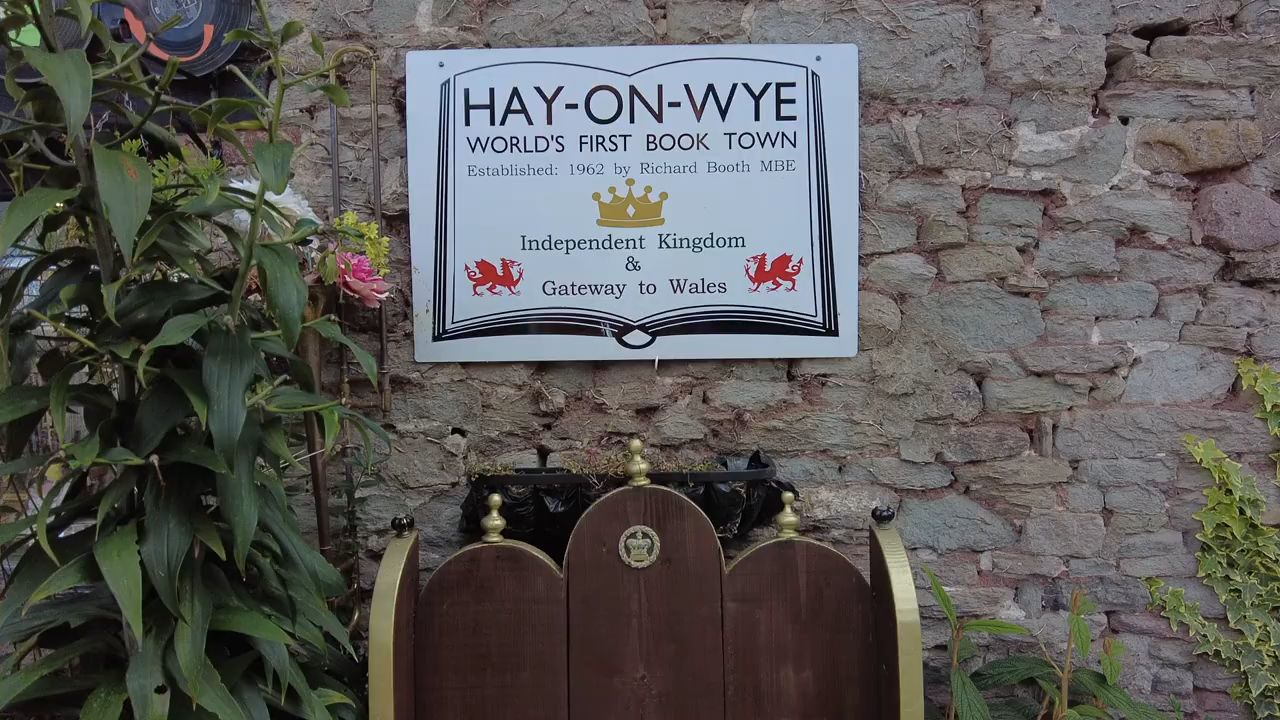 HAY-ON-WYE
WORLD'S FIRST BOOK TOWN
Established: 1962 by Richard Booth MBE
Independent Kingdom
&
Gateway to Wales